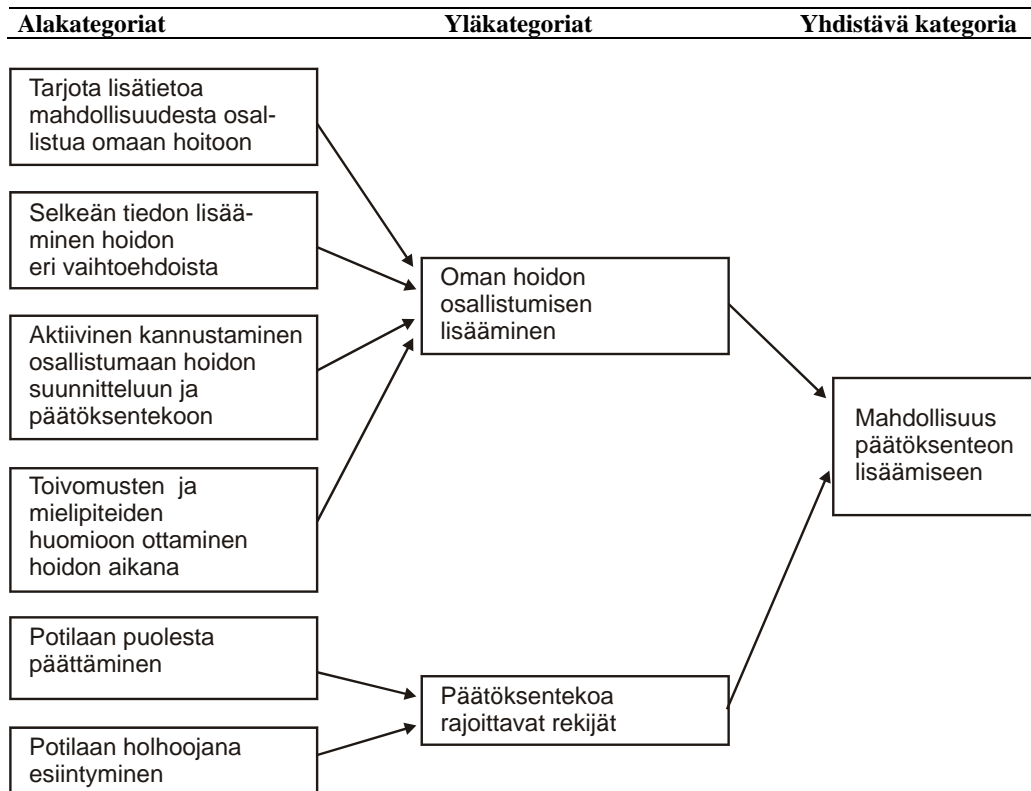 Alakategoriat Yläkategoriat Yhdistävä kategoria
Tarjota lisätietoa
mahdollisuudesta osal-
listua omaan hoitoon
Selkeän tiedon lisää-
minen hoidon
eri vaihtoehdoista
Aktiivinen kannustaminen
osallistumaan hoidon
suunnitteluun ja
päätöksentekoon
Toivomusten ja
mielipiteiden
huomioon ottaminen
hoidon aikana
Potilaan puolesta
päättäminen
Potilaan holhoojana
esiintyminen
Oman hoidon
osallistumisen
lisääminen
Päätöksentekoa
rajoittavat rekijät
Mahdollisuus
päätöksenteon
lisäämiseen